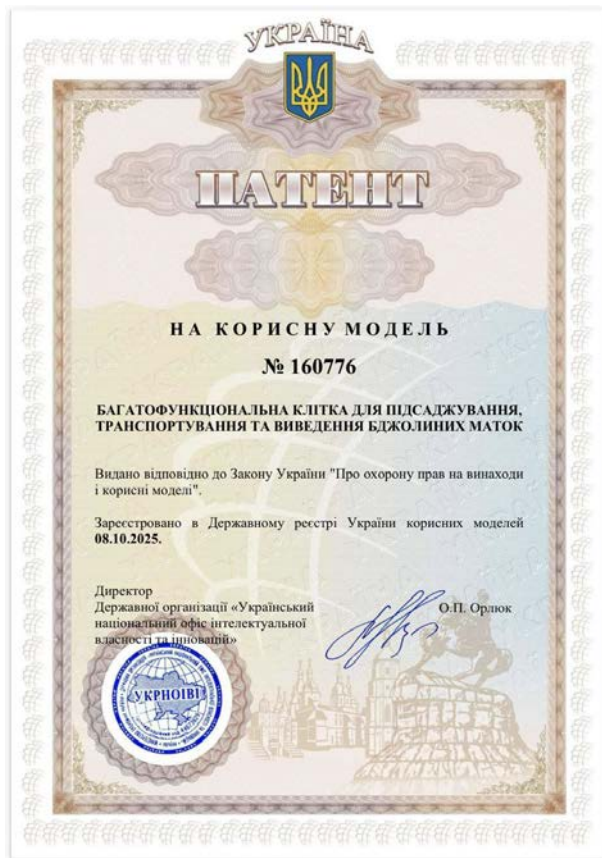 УКРАЇНА
ПАТЕНТ
НА КОРИСНУ МОДЕЛЬ
№ 160776
БАГАТОФУНКЦІОНАЛЬНА КЛІТКА ДЛЯ ПІДСАДЖУВАННЯ,
ТРАНСПОРТУВАННЯ ТА ВИВЕДЕННЯ БДЖОЛИНИХ МАТОК
Видано відповідно до Закону України "Про охорону прав на винаходи
і корисні моделі".
Зареєстровано в Державному реєстрі України корисних моделей
08.10.2025.
Директор
Державної організації «Український
національний офіс інтелектуальної
власності та інновацій»
О.П. Орлюк
УКРНОІВІ